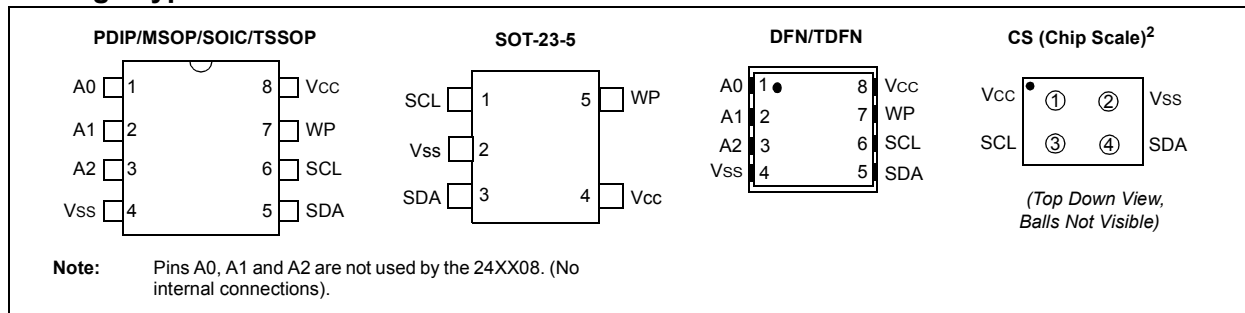 PDIP/MSOP/SOIC/TSSOP
A0 1 8 VCC
A1 2 7 WP
A2 3 6 SCL
VSS 4 5 SDA
SOT-23-5
SCL 1 5 WP
Vss 2
SDA 3 4 Vcc
DFN/TDFN
A0 1 8 VCC
A1 2 7 WP
A2 3 6 SCL
VSS 4 5 SDA
CS (Chip Scale)2
VCC 1 2 VSS
SCL 3 4 SDA
(Top Down View,
Balls Not Visible)
Note: Pins A0, A1 and A2 are not used by the 24XX08. (No
internal connections).